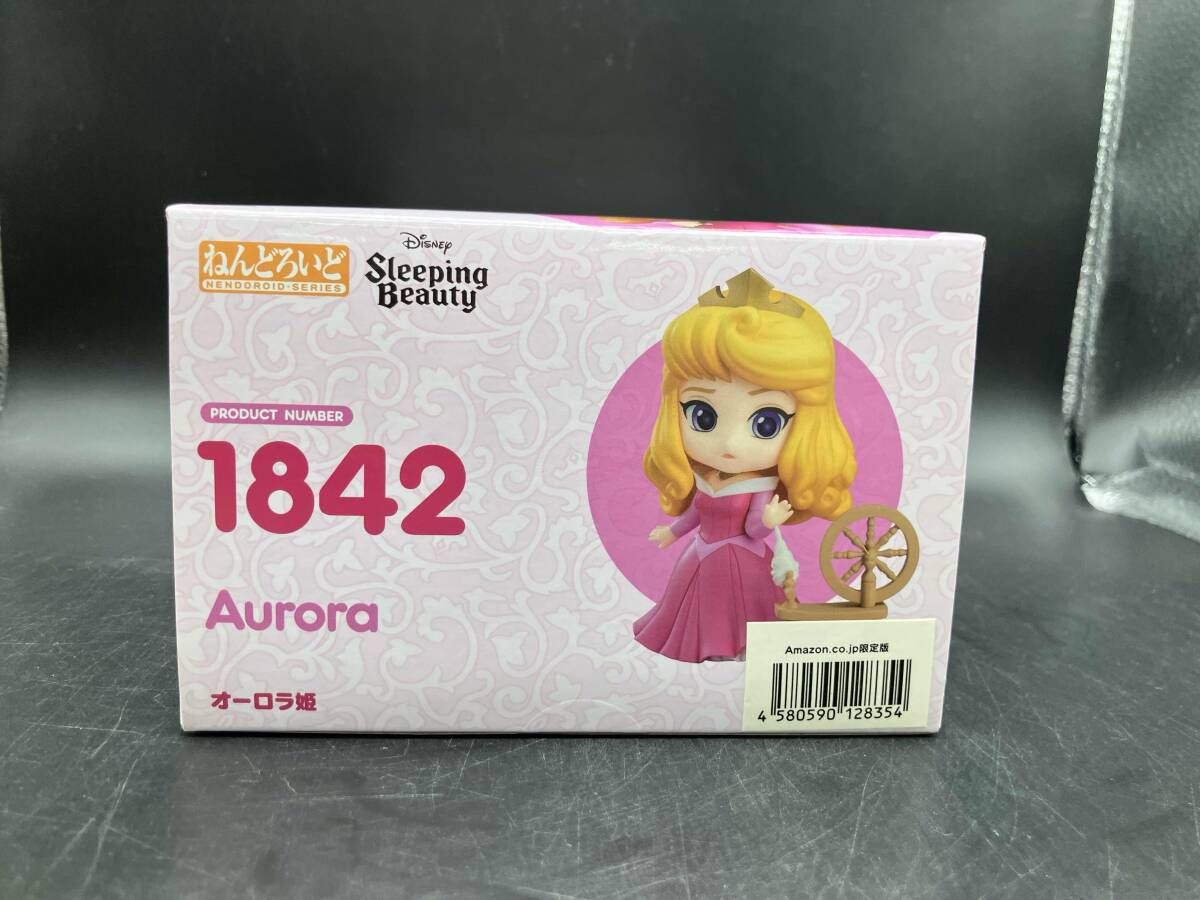 ねんどろいど
NENDOROID·SERIES
Disney
Sleeping
Beauty
PRODUCT NUMBER
1842
Aurora
オーロラ姫
Amazon.co.jp限定版
4 580590 128354